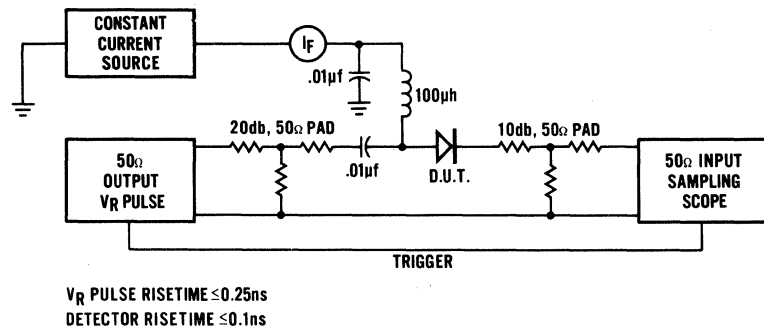 CONSTANT
CURRENT
SOURCE
IF
.01µf
100µh
20db, 50Ω PAD
10db, 50Ω PAD
50Ω
OUTPUT
VR PULSE
.01µf
D.U.T.
50Ω INPUT
SAMPLING
SCOPE
TRIGGER
VR PULSE RISETIME ≤0.25ns
DETECTOR RISETIME ≤0.1ns